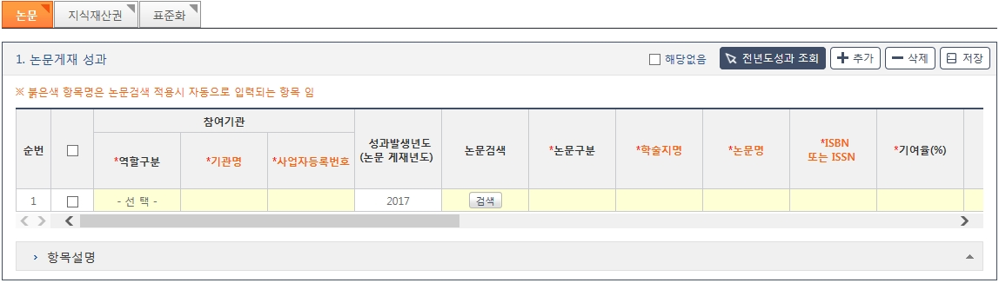 논문 지식재산권 표준화
1. 논문게재 성과 해당없음 전년도성과 조회 추가 삭제 저장
※ 붉은색 항목명은 논문검색 적용시 자동으로 입력되는 항목 임
참여기관
순번 *역할구분 *기관명 *사업자등록번호 성과발생년도 논문검색 *논문구분 *학술지명 *논문명 *ISBN *기여율(%)
(논문 게재년도) 또는 ISSN
1 - 선 택 - 2017 검색
항목설명